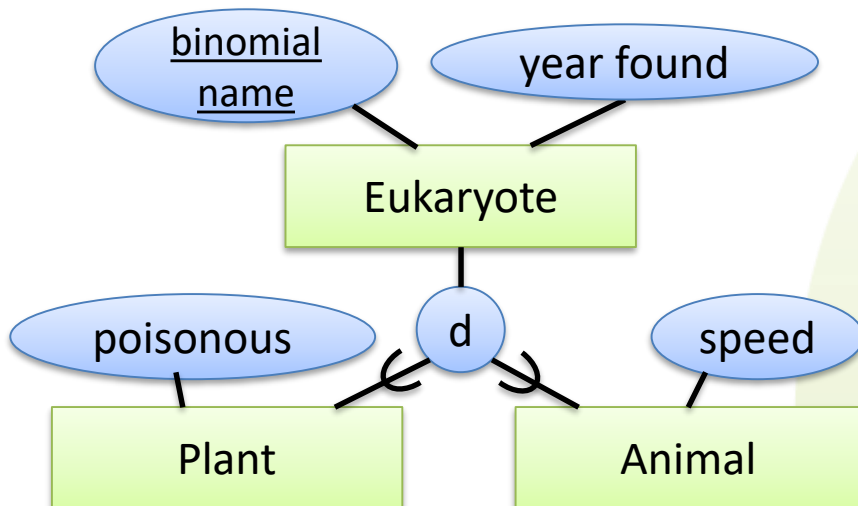 binomial
name
year found
Eukaryote
d
poisonous
speed
Plant
Animal